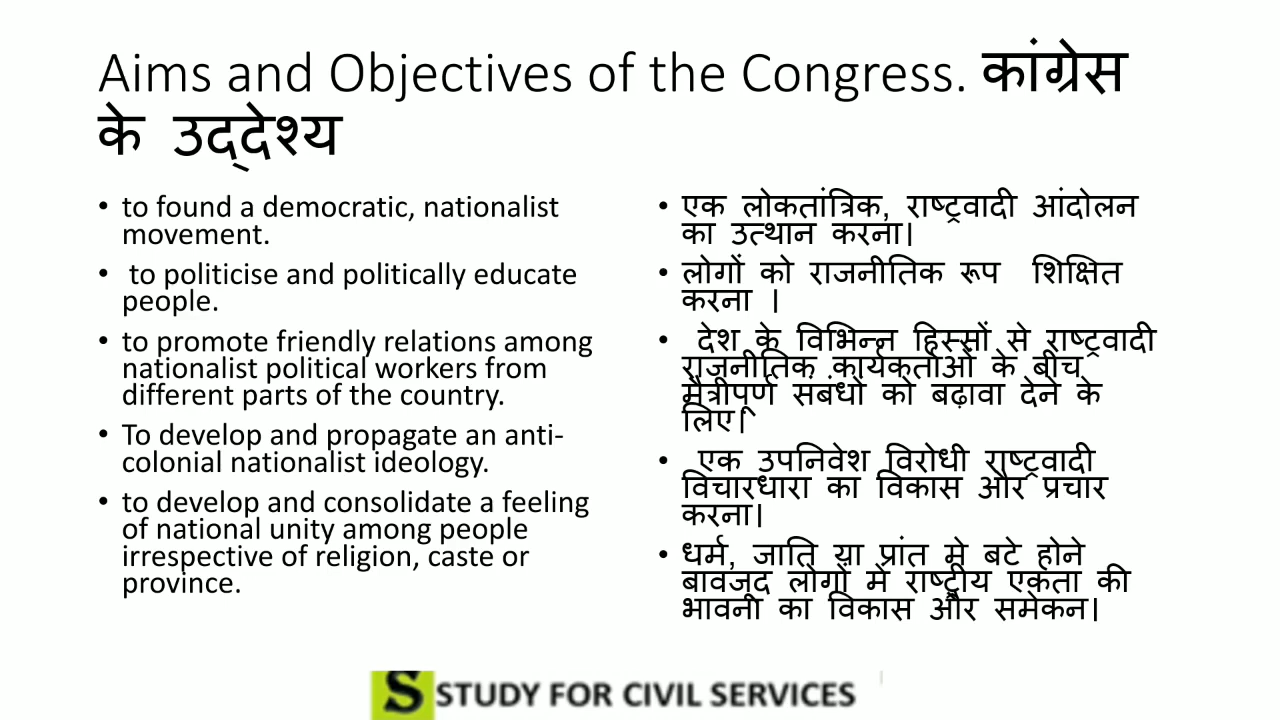 Aims and Objectives of the Congress. कांग्रेस
के उद्देश्य
• to found a democratic, nationalist
movement.
• to politicise and politically educate
people.
• to promote friendly relations among
nationalist political workers from
different parts of the country.
• To develop and propagate an anti-
colonial nationalist ideology.
• to develop and consolidate a feeling
of national unity among people
irrespective of religion, caste or
province.
• एक लोकतांत्रिक, राष्ट्रवादी आंदोलन
का उत्थान करना।
• लोगों को राजनीतिक रूप शिक्षित
करना ।
• देश के विभिन्न हिस्सों से राष्ट्रवादी
राजनीतिक कार्यकर्ताओं के बीच
मैत्रीपूर्ण संबंधों को बढ़ावा देने के
लिए।
• एक उपनिवेश विरोधी राष्ट्रवादी
विचारधारा का विकास और प्रचार
करना।
• धर्म, जाति या प्रांत मे बटे होने
बावजूद लोगों में राष्ट्रीय एकता की
भावनी का विकास और समेकन।
S STUDY FOR CIVIL SERVICES